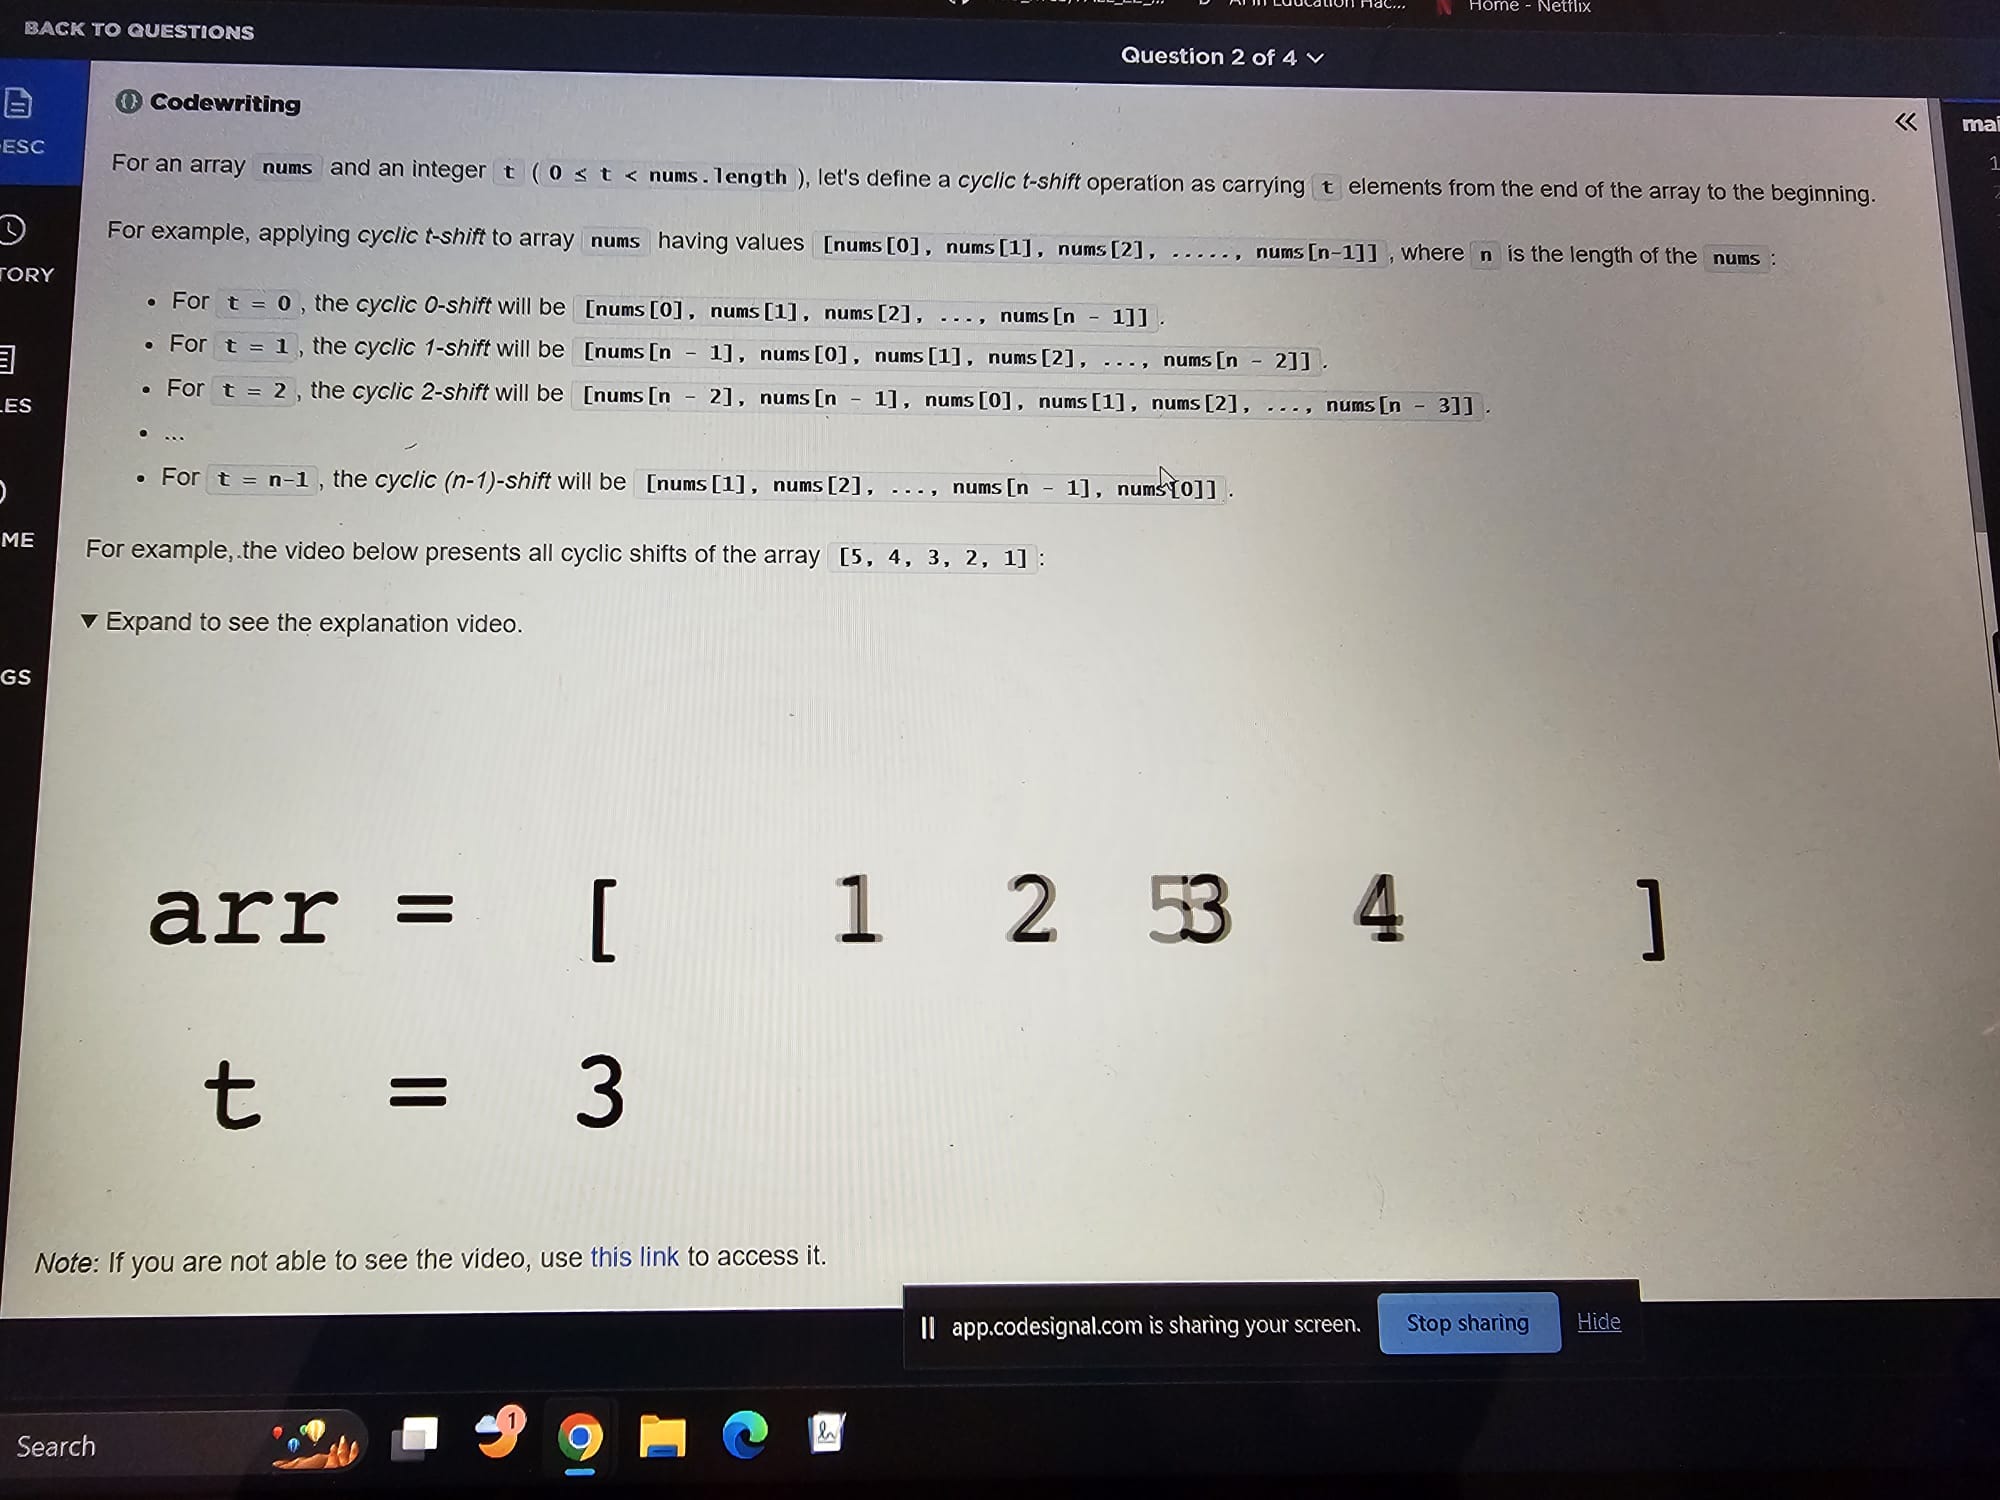 Home - Netflix
BACK TO QUESTIONS
Question 2 of 4
Codewriting
ESC
For an array nums and an integer t ( 0 ≤ t < nums.length ), let's define a cyclic t-shift operation as carrying t elements from the end of the array to the beginning.
For example, applying cyclic t-shift to array nums having values [nums[0], nums[1], nums[2], ....., nums[n-1]] , where n is the length of the nums :
TORY
• For t = 0 , the cyclic 0-shift will be [nums[0], nums[1], nums[2], ..., nums[n - 1]] .
• For t = 1 , the cyclic 1-shift will be [nums[n - 1], nums[0], nums[1], nums[2], ..., nums[n - 2]] .
• For t = 2 , the cyclic 2-shift will be [nums[n - 2], nums[n - 1], nums[0], nums[1], nums[2], ..., nums[n - 3]] .
• ...
• For t = n-1 , the cyclic (n-1)-shift will be [nums[1], nums[2], ..., nums[n - 1], nums[0]] .
ME
For example, the video below presents all cyclic shifts of the array [5, 4, 3, 2, 1] :
▼ Expand to see the explanation video.
GS
arr = [ 1 2 53 4 ]
t = 3
Note: If you are not able to see the video, use this link to access it.
app.codesignal.com is sharing your screen. Stop sharing Hide
Search
1